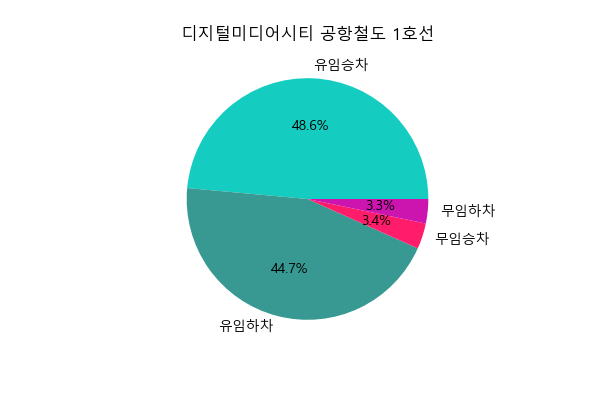 디지털미디어시티 공항철도 1호선
유임승차
48.6%
3.3%
무임하차
3.4%
무임승차
44.7%
유임하차